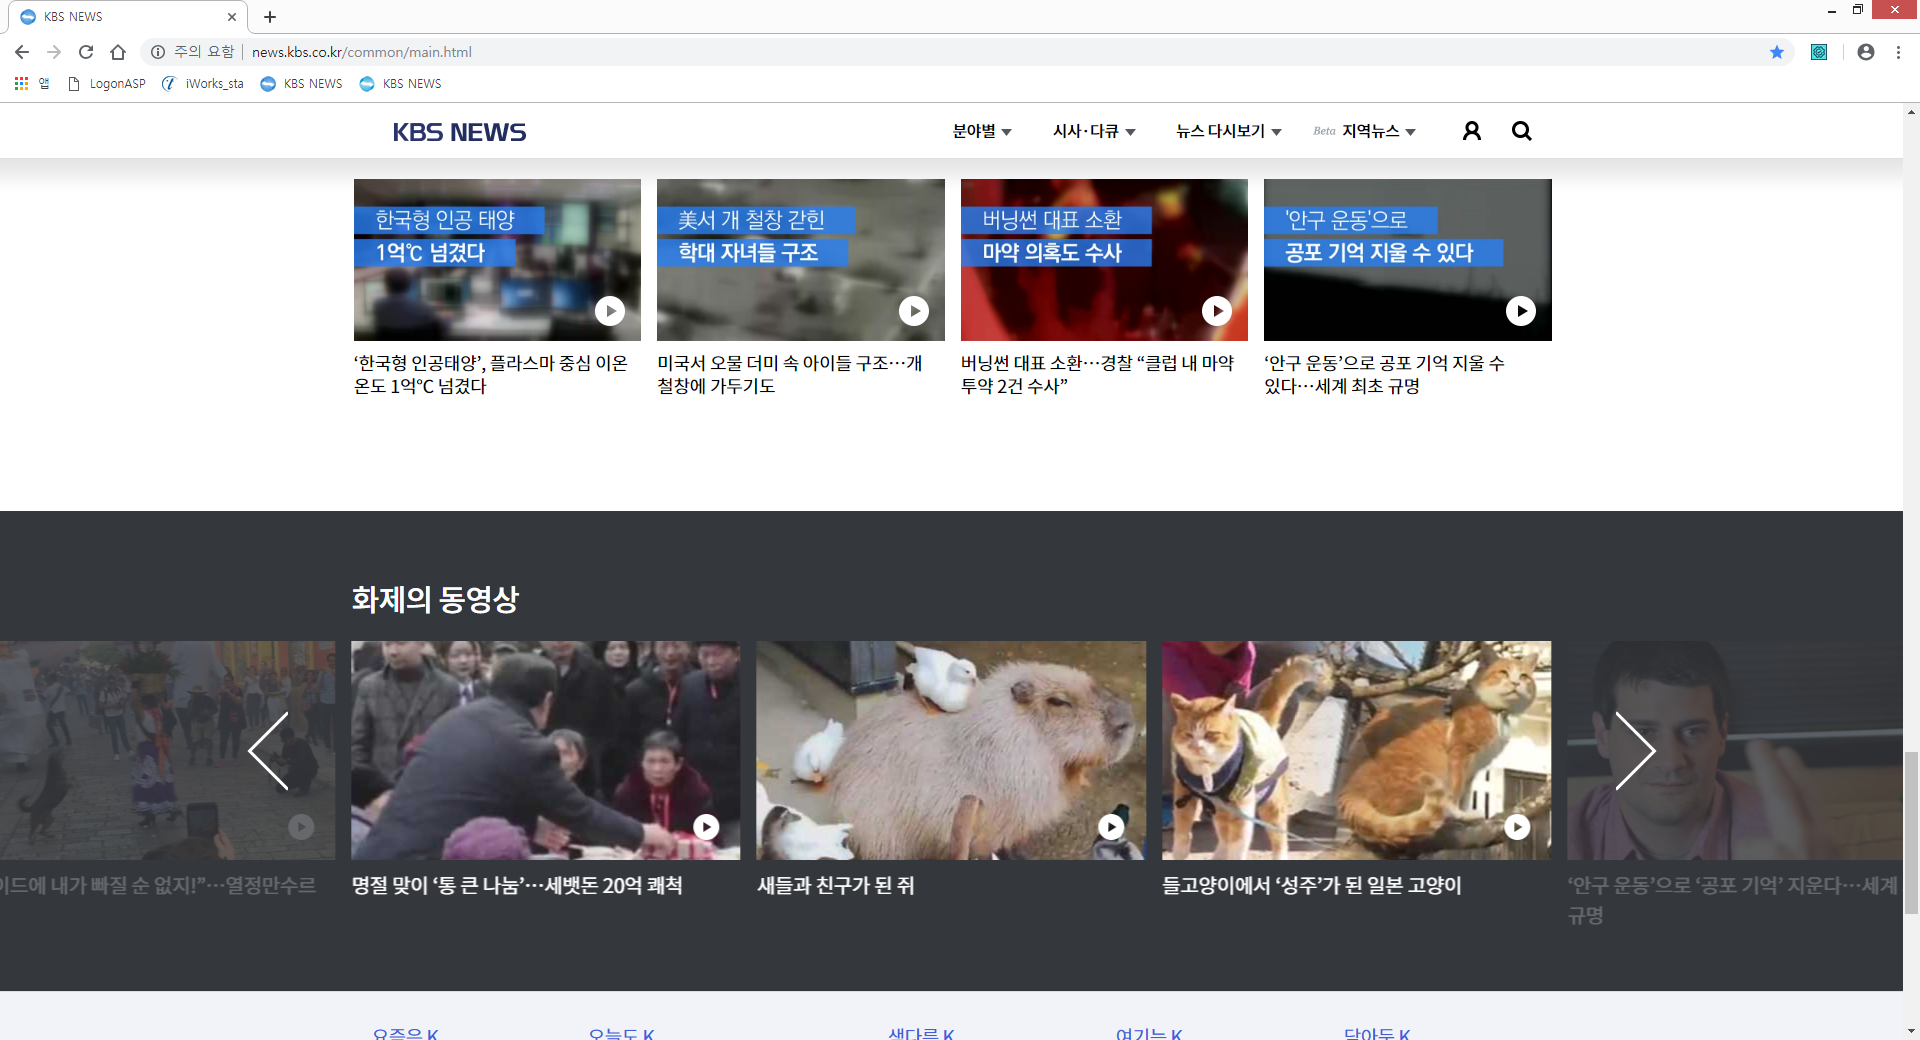 KBS NEWS
주의 요함
news.kbs.co.kr/common/main.html
앱
LogonASP
iWorks_sta
KBS NEWS
KBS NEWS
KBS NEWS
분야별
시사·다큐
뉴스 다시보기
Beta 지역뉴스
한국형 인공 태양
1억℃ 넘겼다
‘한국형 인공태양’, 플라스마 중심 이온
온도 1억℃ 넘겼다
美서 개 철창 갇힌
학대 자녀들 구조
미국서 오물 더미 속 아이들 구조…개
철창에 가두기도
버닝썬 대표 소환
마약 의혹도 수사
버닝썬 대표 소환…경찰 “클럽 내 마약
투약 2건 수사”
'안구 운동'으로
공포 기억 지울 수 있다
‘안구 운동’으로 공포 기억 지울 수
있다…세계 최초 규명
화제의 동영상
이드에 내가 빠질 순 없지!”…열정만수르
명절 맞이 ‘통 큰 나눔’…세뱃돈 20억 쾌척
새들과 친구가 된 쥐
들고양이에서 ‘성주’가 된 일본 고양이
‘안구 운동’으로 ‘공포 기억’ 지운다…세계
규명
요즘은 K
오늘도 K
색다른 K
여기는 K
담아둔 K